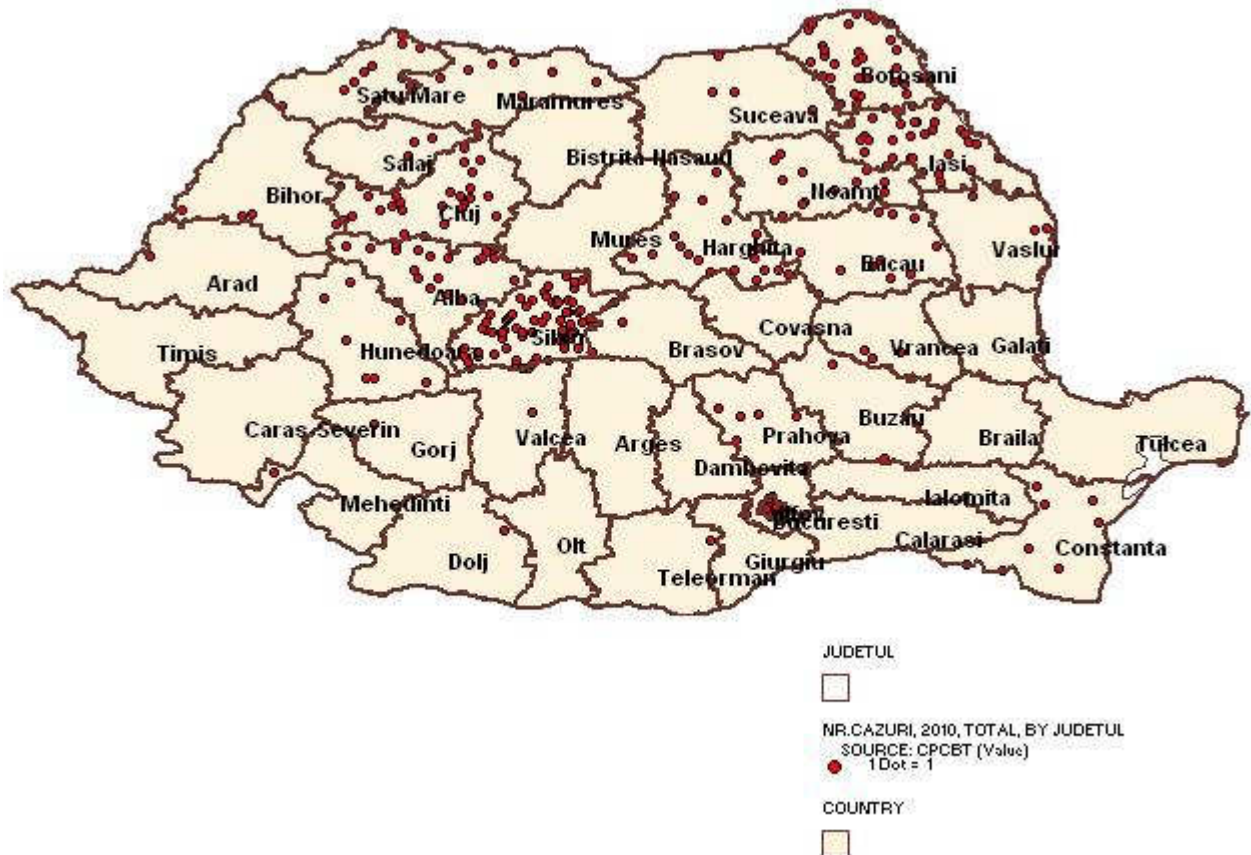 Botosani
Satu Mare
Maramures
Suceava
Iasi
Salaj
Bistrita Nasaud
Neamt
Bihor
Cluj
Mures
Harghita
Bacau
Vaslui
Arad
Alba
Covasna
Timis
Hunedoara
Sibiu
Brasov
Vrancea
Galati
Caras-Severin
Gorj
Valcea
Arges
Prahova
Buzau
Braila
Tulcea
Dambovita
Mehedinti
Ialomita
Bucuresti
Calarasi
Constanta
Dolj
Olt
Teleorman
Giurgiu
JUDETUL
NR.CAZURI, 2010, TOTAL, BY JUDETUL
SOURCE: CPCBT (Value)
1 Dot = 1
COUNTRY